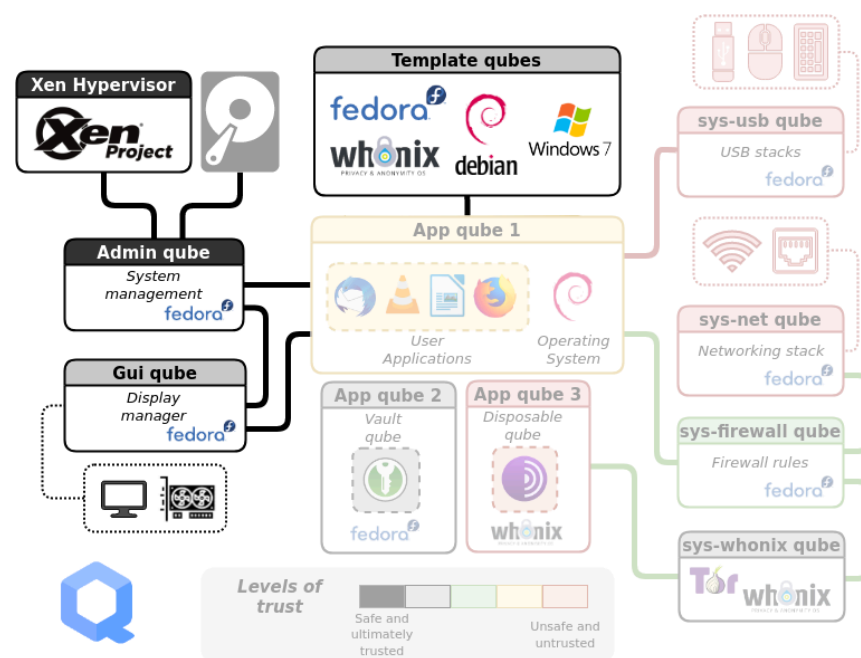 Xen Hypervisor
Xen
Project
Template qubes
fedora
whonix
PRIVACY & ANONYMITY OS
debian
Windows 7
sys-usb qube
USB stacks
fedora
Admin qube
System
management
fedora
App qube 1
User
Applications
Operating
System
sys-net qube
Networking stack
fedora
Gui qube
Display
manager
fedora
App qube 2
Vault
qube
fedora
App qube 3
Disposable
qube
whonix
PRIVACY & ANONYMITY OS
sys-firewall qube
Firewall rules
fedora
sys-whonix qube
Tor
whonix
PRIVACY & ANONYMITY OS
Levels of
trust
Safe and
ultimately
trusted
Unsafe and
untrusted